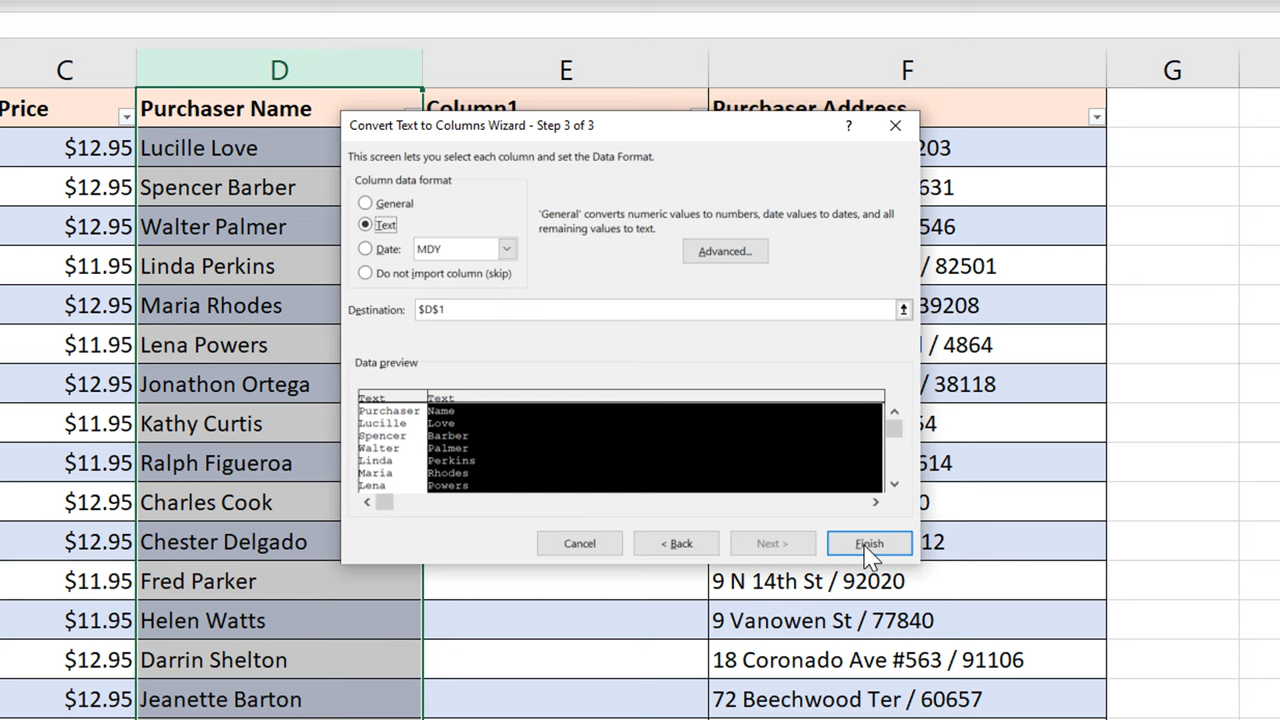 C D E F G
Price Purchaser Name Column1 Purchaser Address
Convert Text to Columns Wizard - Step 3 of 3 ? ×
This screen lets you select each column and set the Data Format.
Column data format
General
Text
Date: MDY
Do not import column (skip)
'General' converts numeric values to numbers, date values to dates, and all
remaining values to text.
Advanced...
Destination: $D$1
Data preview
Text Text
Purchaser Name
Lucille Love
Spencer Barber
Walter Palmer
Linda Perkins
Maria Rhodes
Lena Powers
Cancel < Back Next > Finish
$12.95 Lucille Love 203
$12.95 Spencer Barber 631
$12.95 Walter Palmer 546
$11.95 Linda Perkins / 82501
$12.95 Maria Rhodes 39208
$11.95 Lena Powers / 4864
$12.95 Jonathon Ortega / 38118
$11.95 Kathy Curtis 54
$11.95 Ralph Figueroa 614
$11.95 Charles Cook 0
$12.95 Chester Delgado 12
$11.95 Fred Parker 9 N 14th St / 92020
$11.95 Helen Watts 9 Vanowen St / 77840
$12.95 Darrin Shelton 18 Coronado Ave #563 / 91106
$12.95 Jeanette Barton 72 Beechwood Ter / 60657